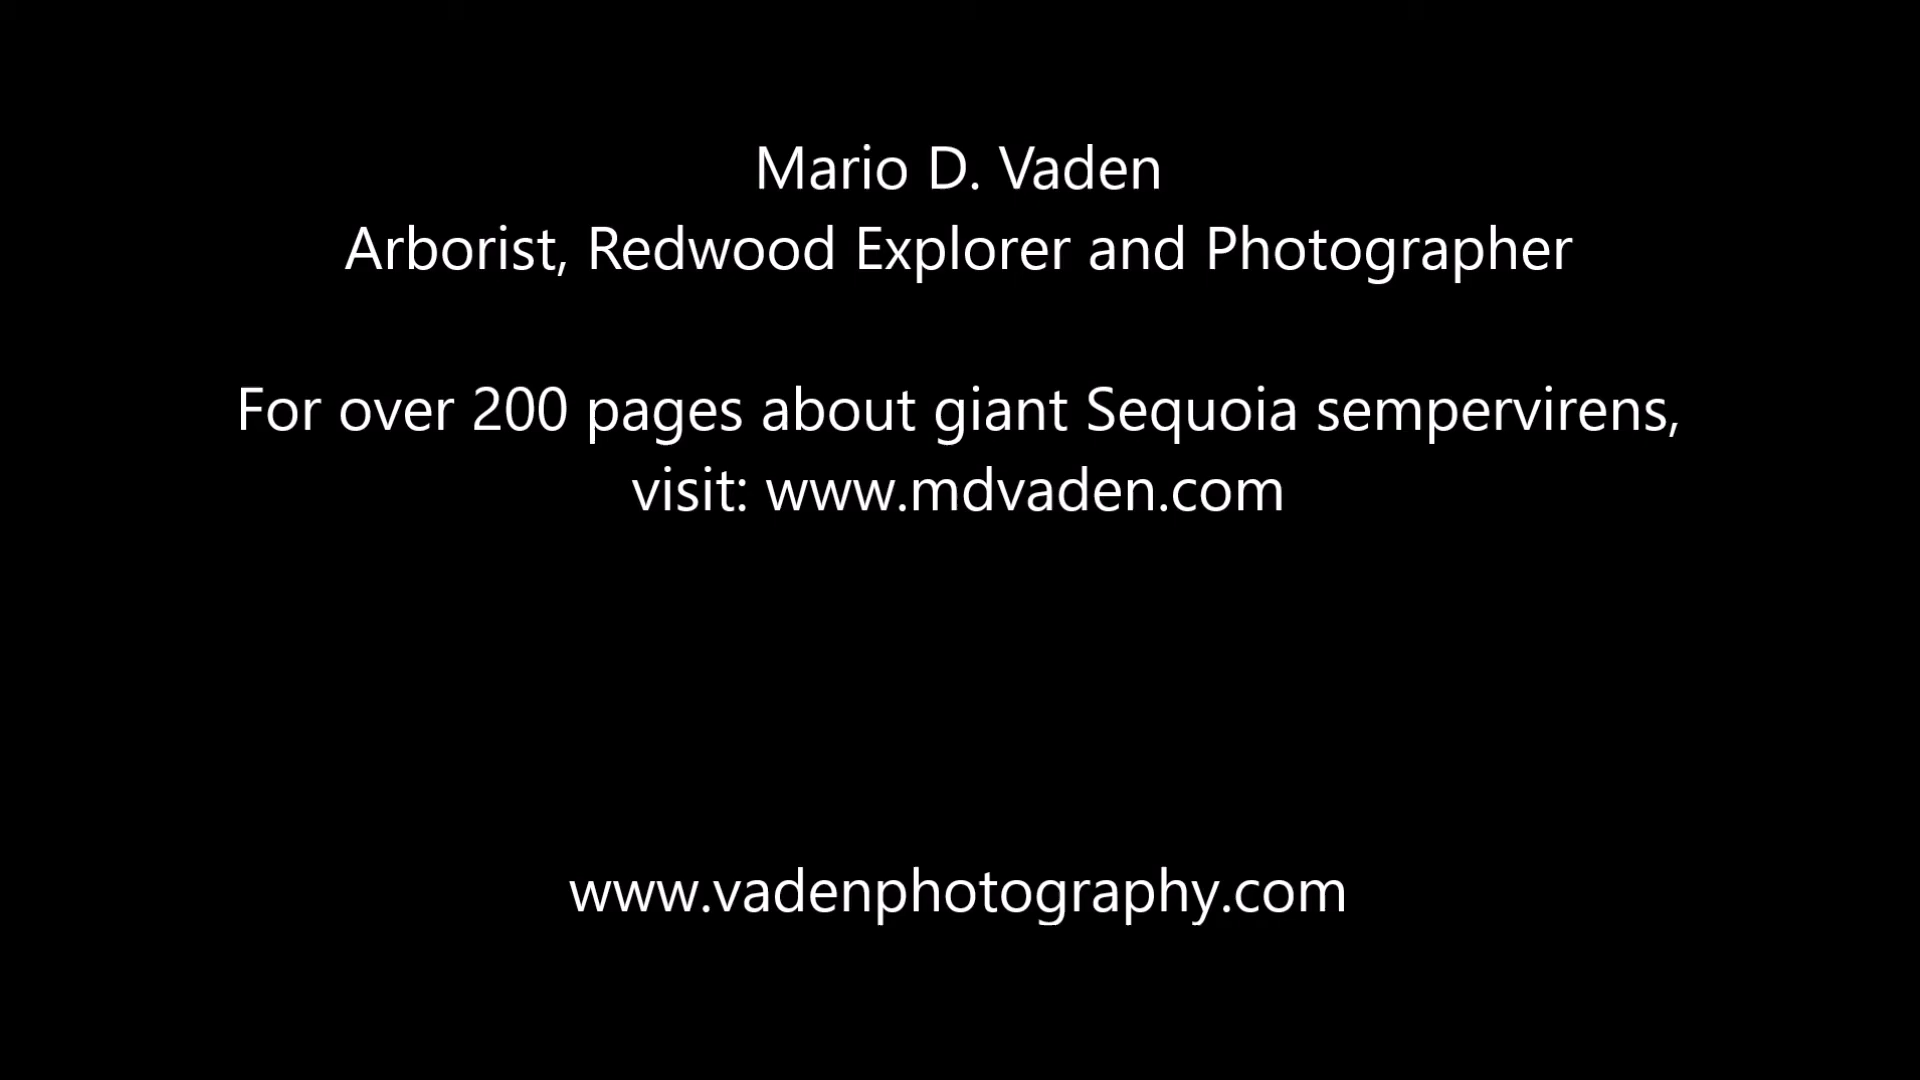 Mario D. Vaden
Arborist, Redwood Explorer and Photographer
For over 200 pages about giant Sequoia sempervirens,
visit: www.mdvaden.com
www.vadenphotography.com